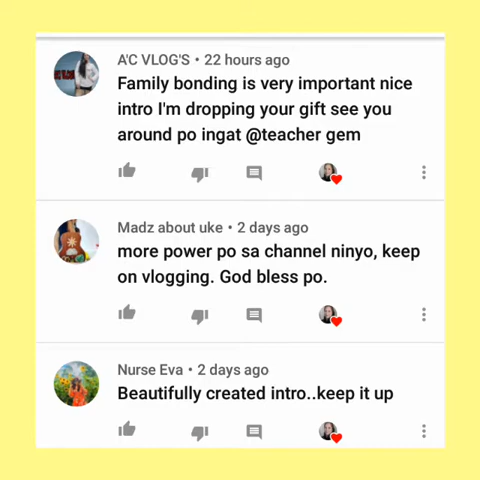 A'C VLOG'S • 22 hours ago
Family bonding is very important nice
intro I'm dropping your gift see you
around po ingat @teacher gem
Madz about uke • 2 days ago
more power po sa channel ninyo, keep
on vlogging. God bless po.
Nurse Eva • 2 days ago
Beautifully created intro..keep it up